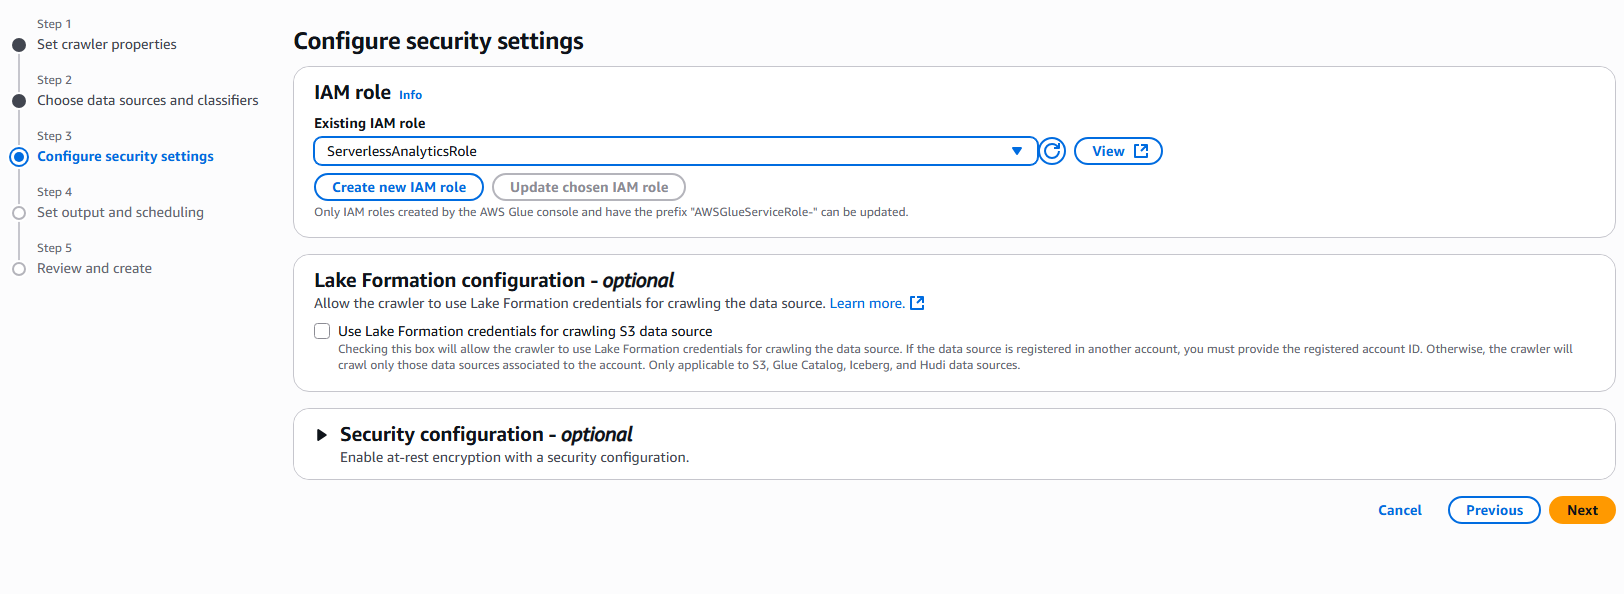 Step 1
Set crawler properties
Step 2
Choose data sources and classifiers
Step 3
Configure security settings
Step 4
Set output and scheduling
Step 5
Review and create
Configure security settings
IAM role Info
Existing IAM role
ServerlessAnalyticsRole
View
Create new IAM role
Update chosen IAM role
Only IAM roles created by the AWS Glue console and have the prefix "AWSGlueServiceRole-" can be updated.
Lake Formation configuration - optional
Allow the crawler to use Lake Formation credentials for crawling the data source. Learn more.
Use Lake Formation credentials for crawling S3 data source
Checking this box will allow the crawler to use Lake Formation credentials for crawling the data source. If the data source is registered in another account, you must provide the registered account ID. Otherwise, the crawler will
crawl only those data sources associated to the account. Only applicable to S3, Glue Catalog, Iceberg, and Hudi data sources.
Security configuration - optional
Enable at-rest encryption with a security configuration.
Cancel
Previous
Next